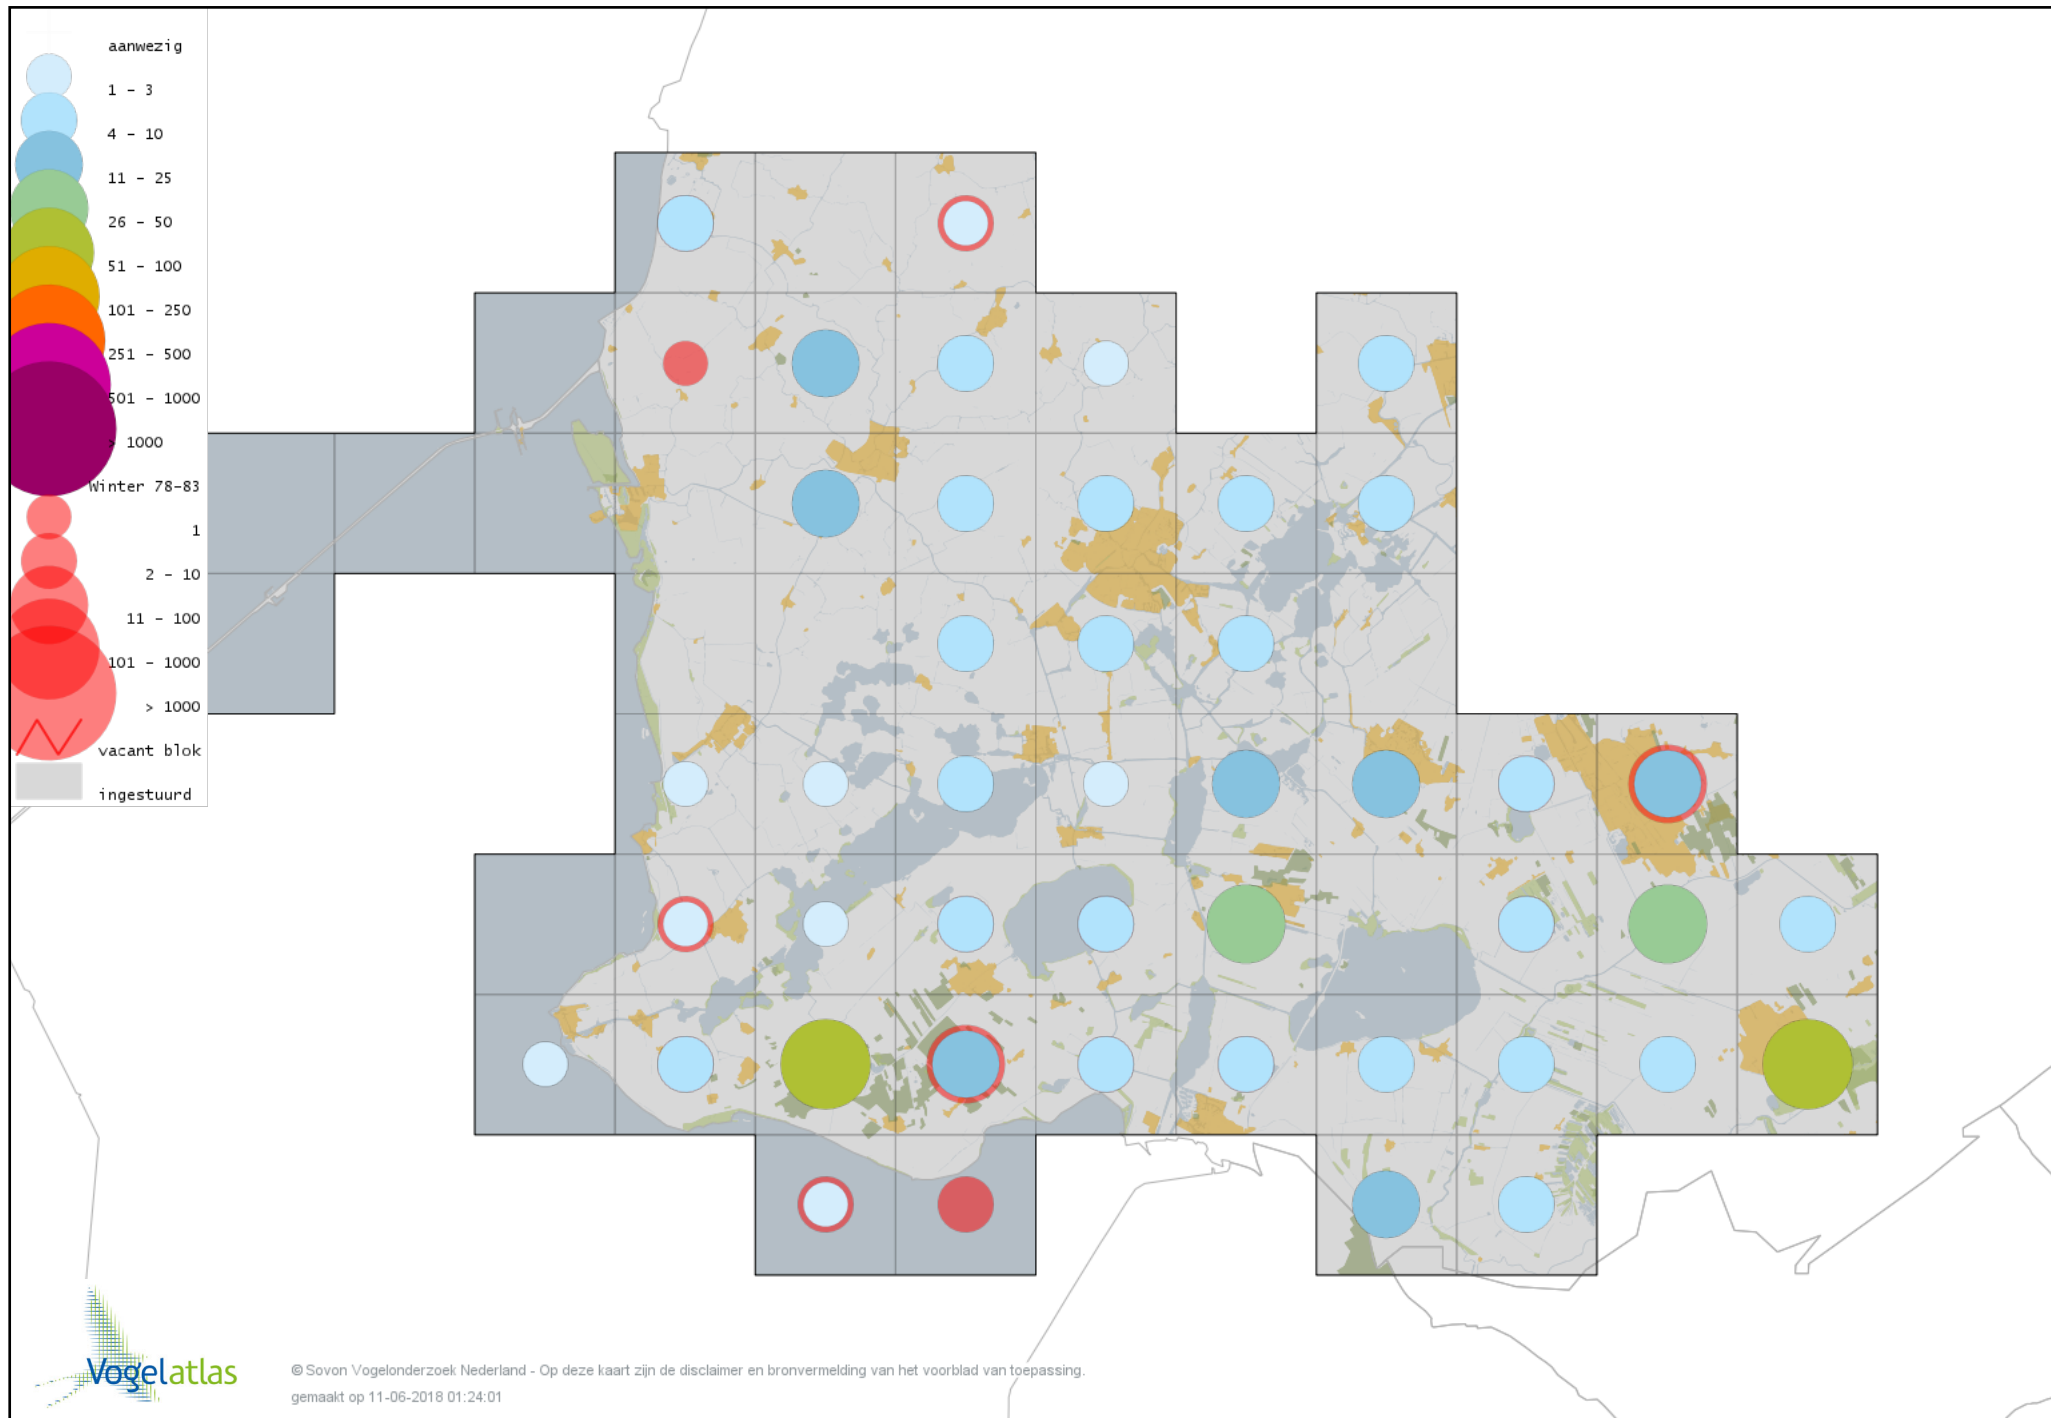 aanwezig
1 - 3
4 - 10
11 - 25
26 - 50
51 - 100
101 - 250
251 - 500
501 - 1000
> 1000
Winter 78-83
1
2 - 10
11 - 100
101 - 1000
> 1000
vacant blok
ingestuurd
Vogelatlas
© Sovon Vogelonderzoek Nederland - Op deze kaart zijn de disclaimer en bronvermelding van het voorblad van toepassing.
gemaakt op 11-06-2018 01:24:01